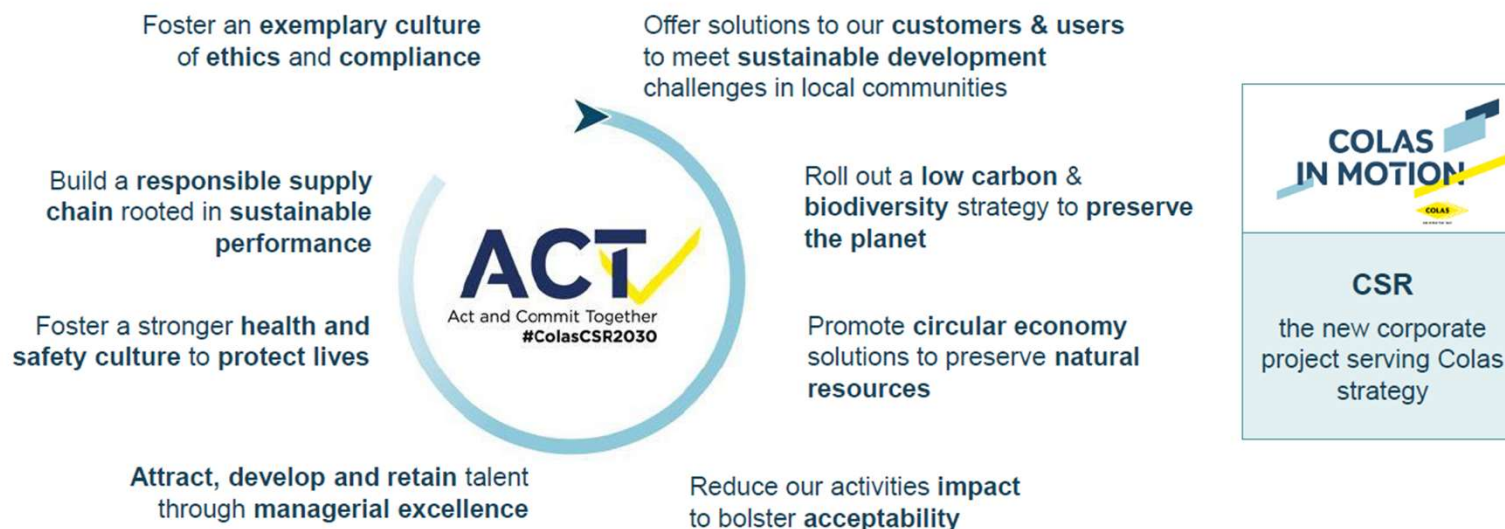 Foster an exemplary culture
of ethics and compliance
Offer solutions to our customers & users
to meet sustainable development
challenges in local communities
Build a responsible supply
chain rooted in sustainable
performance
Roll out a low carbon &
biodiversity strategy to preserve
the planet
ACT
Act and Commit Together
#ColasCSR2030
Foster a stronger health and
safety culture to protect lives
Promote circular economy
solutions to preserve natural
resources
Attract, develop and retain talent
through managerial excellence
Reduce our activities impact
to bolster acceptability
COLAS
IN MOTION
COLAS
CSR
the new corporate
project serving Colas
strategy